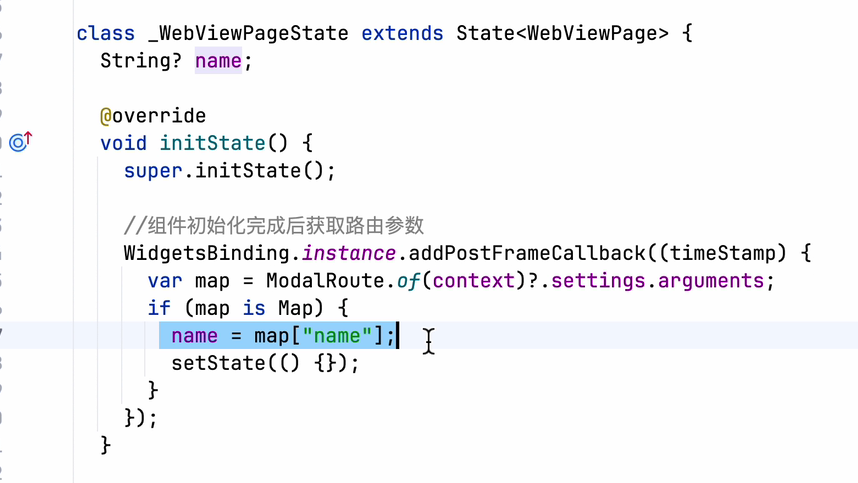 class _WebViewPageState extends State<WebViewPage> {
String? name;
@override
void initState() {
super.initState();
//组件初始化完成后获取路由参数
WidgetsBinding.instance.addPostFrameCallback((timeStamp) {
var map = ModalRoute.of(context)?.settings.arguments;
if (map is Map) {
name = map["name"];
setState(() {});
}
});
}